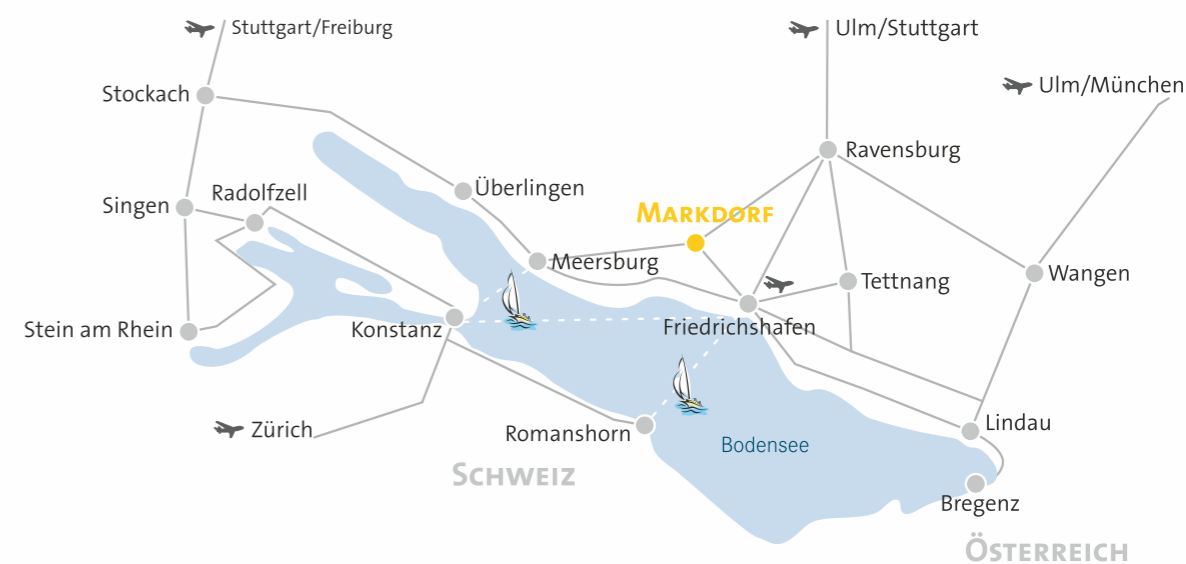 Stuttgart/Freiburg
Ulm/Stuttgart
Ulm/München
Stockach
Ravensburg
Überlingen
Radolfzell
Singen
MARKDORF
Meersburg
Wangen
Tettnang
Stein am Rhein
Konstanz
Friedrichshafen
Zürich
Romanshorn
Lindau
Bodensee
SCHWEIZ
Bregenz
ÖSTERREICH